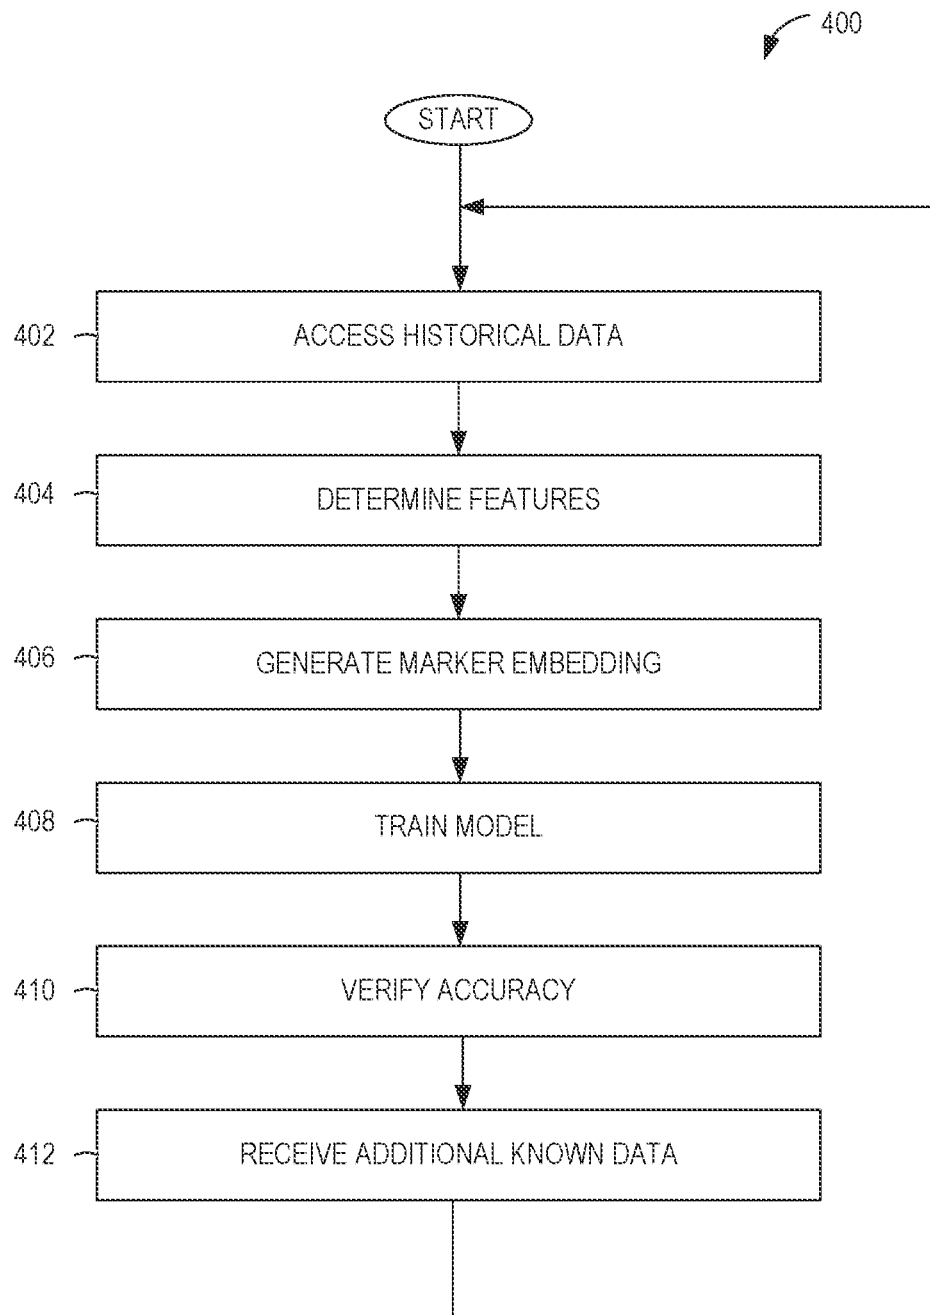 400
START
402 ACCESS HISTORICAL DATA
404 DETERMINE FEATURES
406 GENERATE MARKER EMBEDDING
408 TRAIN MODEL
410 VERIFY ACCURACY
412 RECEIVE ADDITIONAL KNOWN DATA